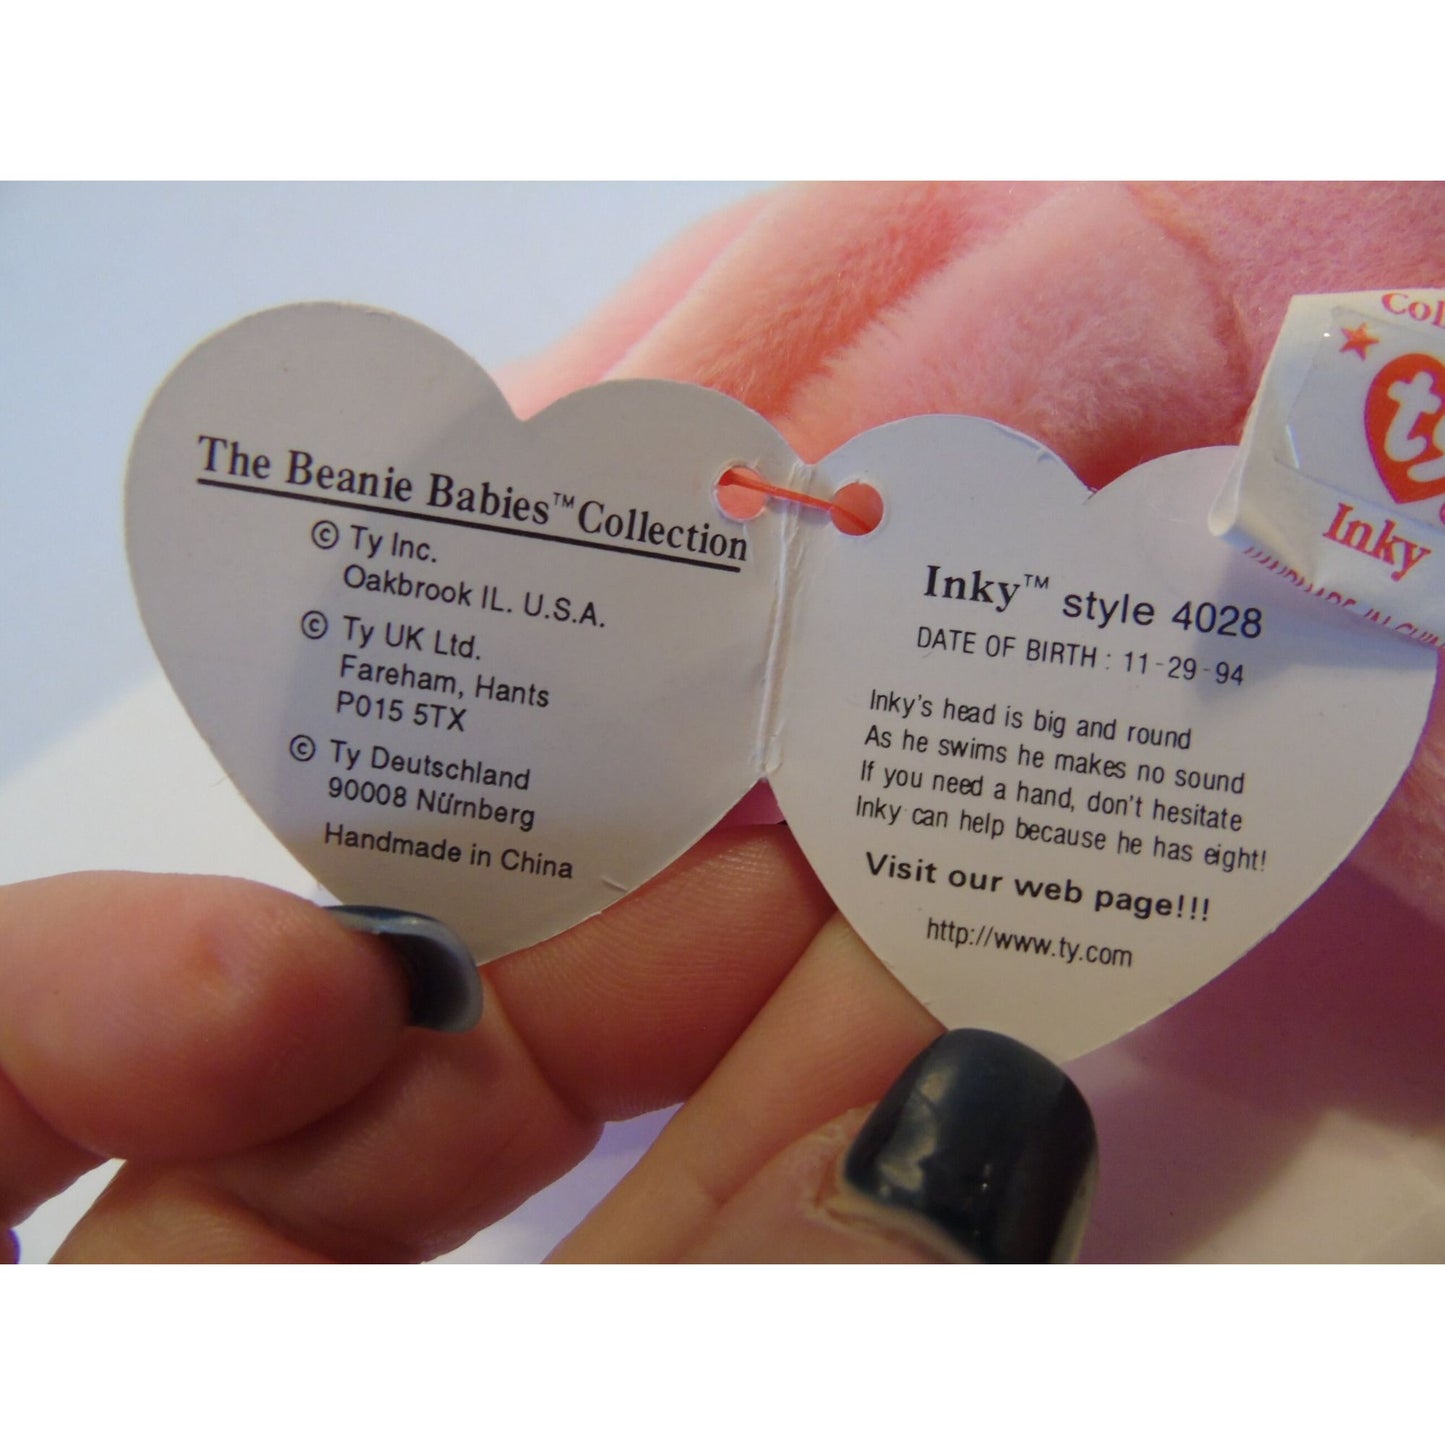 The Beanie Babies™ Collection
© Ty Inc.
Oakbrook IL. U.S.A.
© Ty UK Ltd.
Fareham, Hants
P015 5TX
© Ty Deutschland
90008 Nürnberg
Handmade in China
Inky™ style 4028
DATE OF BIRTH : 11-29-94
Inky's head is big and round
As he swims he makes no sound
If you need a hand, don't hesitate
Inky can help because he has eight!
Visit our web page!!!
http://www.ty.com
Col
ty
Inky